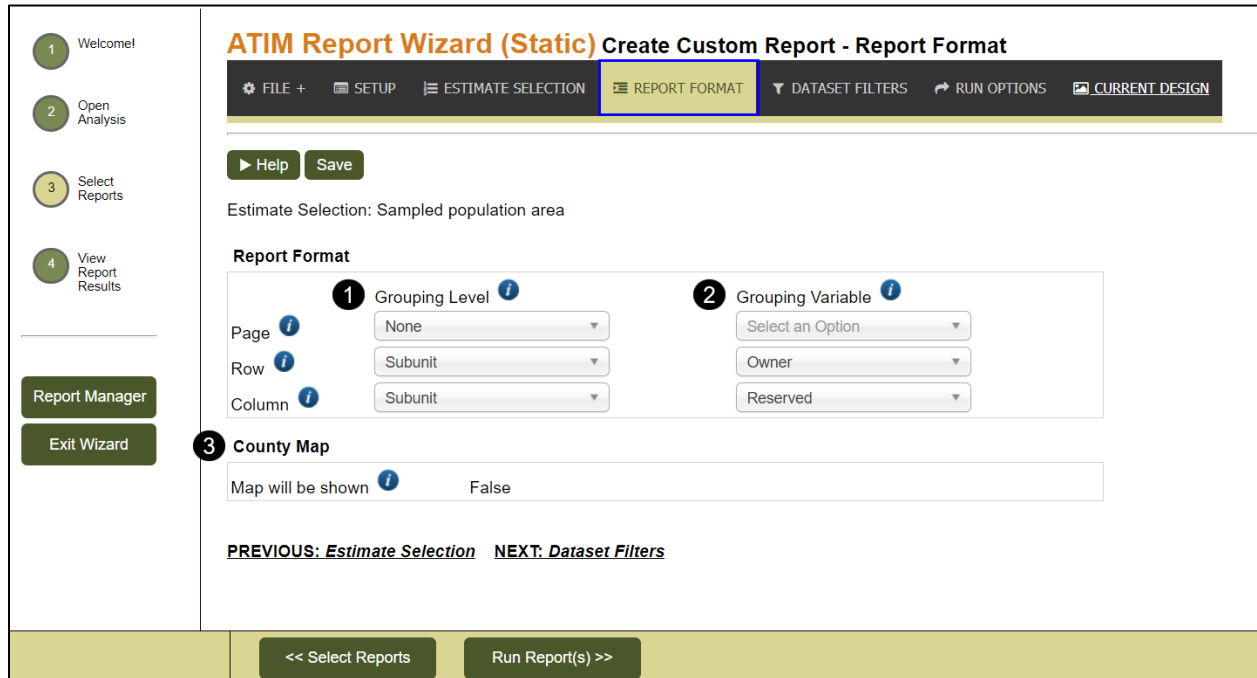 1 Welcome!
2 Open
Analysis
3 Select
Reports
4 View
Report
Results
Report Manager
Exit Wizard
ATIM Report Wizard (Static) Create Custom Report - Report Format
FILE + SETUP ESTIMATE SELECTION REPORT FORMAT DATASET FILTERS RUN OPTIONS CURRENT DESIGN
Help Save
Estimate Selection: Sampled population area
Report Format
1 Grouping Level i 2 Grouping Variable i
Page i None Select an Option
Row i Subunit Owner
Column i Subunit Reserved
3 County Map
Map will be shown i False
PREVIOUS: Estimate Selection NEXT: Dataset Filters
<< Select Reports Run Report(s) >>